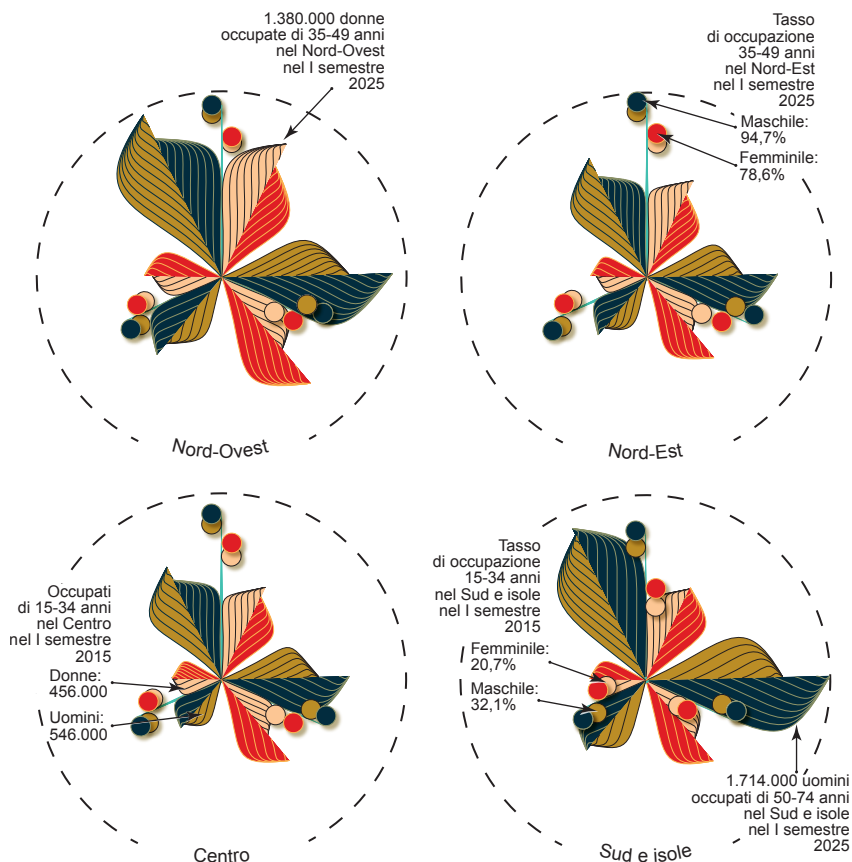 1.380.000 donne
occupate di 35-49 anni
nel Nord-Ovest
nel I semestre
2025
Tasso
di occupazione
35-49 anni
nel Nord-Est
nel I semestre
2025
Maschile:
94,7%
Femminile:
78,6%
Nord-Ovest
Nord-Est
Occupati
di 15-34 anni
nel Centro
nel I semestre
2015
Donne:
456.000
Uomini:
546.000
Tasso
di occupazione
15-34 anni
nel Sud e isole
nel I semestre
2015
Femminile:
20,7%
Maschile:
32,1%
1.714.000 uomini
occupati di 50-74 anni
nel Sud e isole
nel I semestre
2025
Centro
Sud e isole